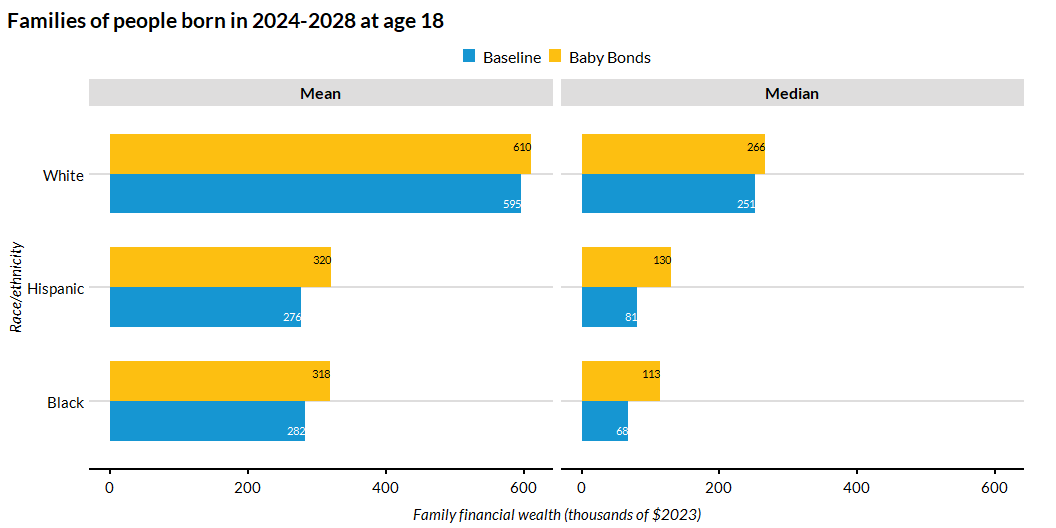 Families of people born in 2024-2028 at age 18
Baseline Baby Bonds
Mean Median
Race/ethnicity
White
610
595
266
251
Hispanic
320
276
130
81
Black
318
282
113
68
0 200 400 600 0 200 400 600
Family financial wealth (thousands of $2023)